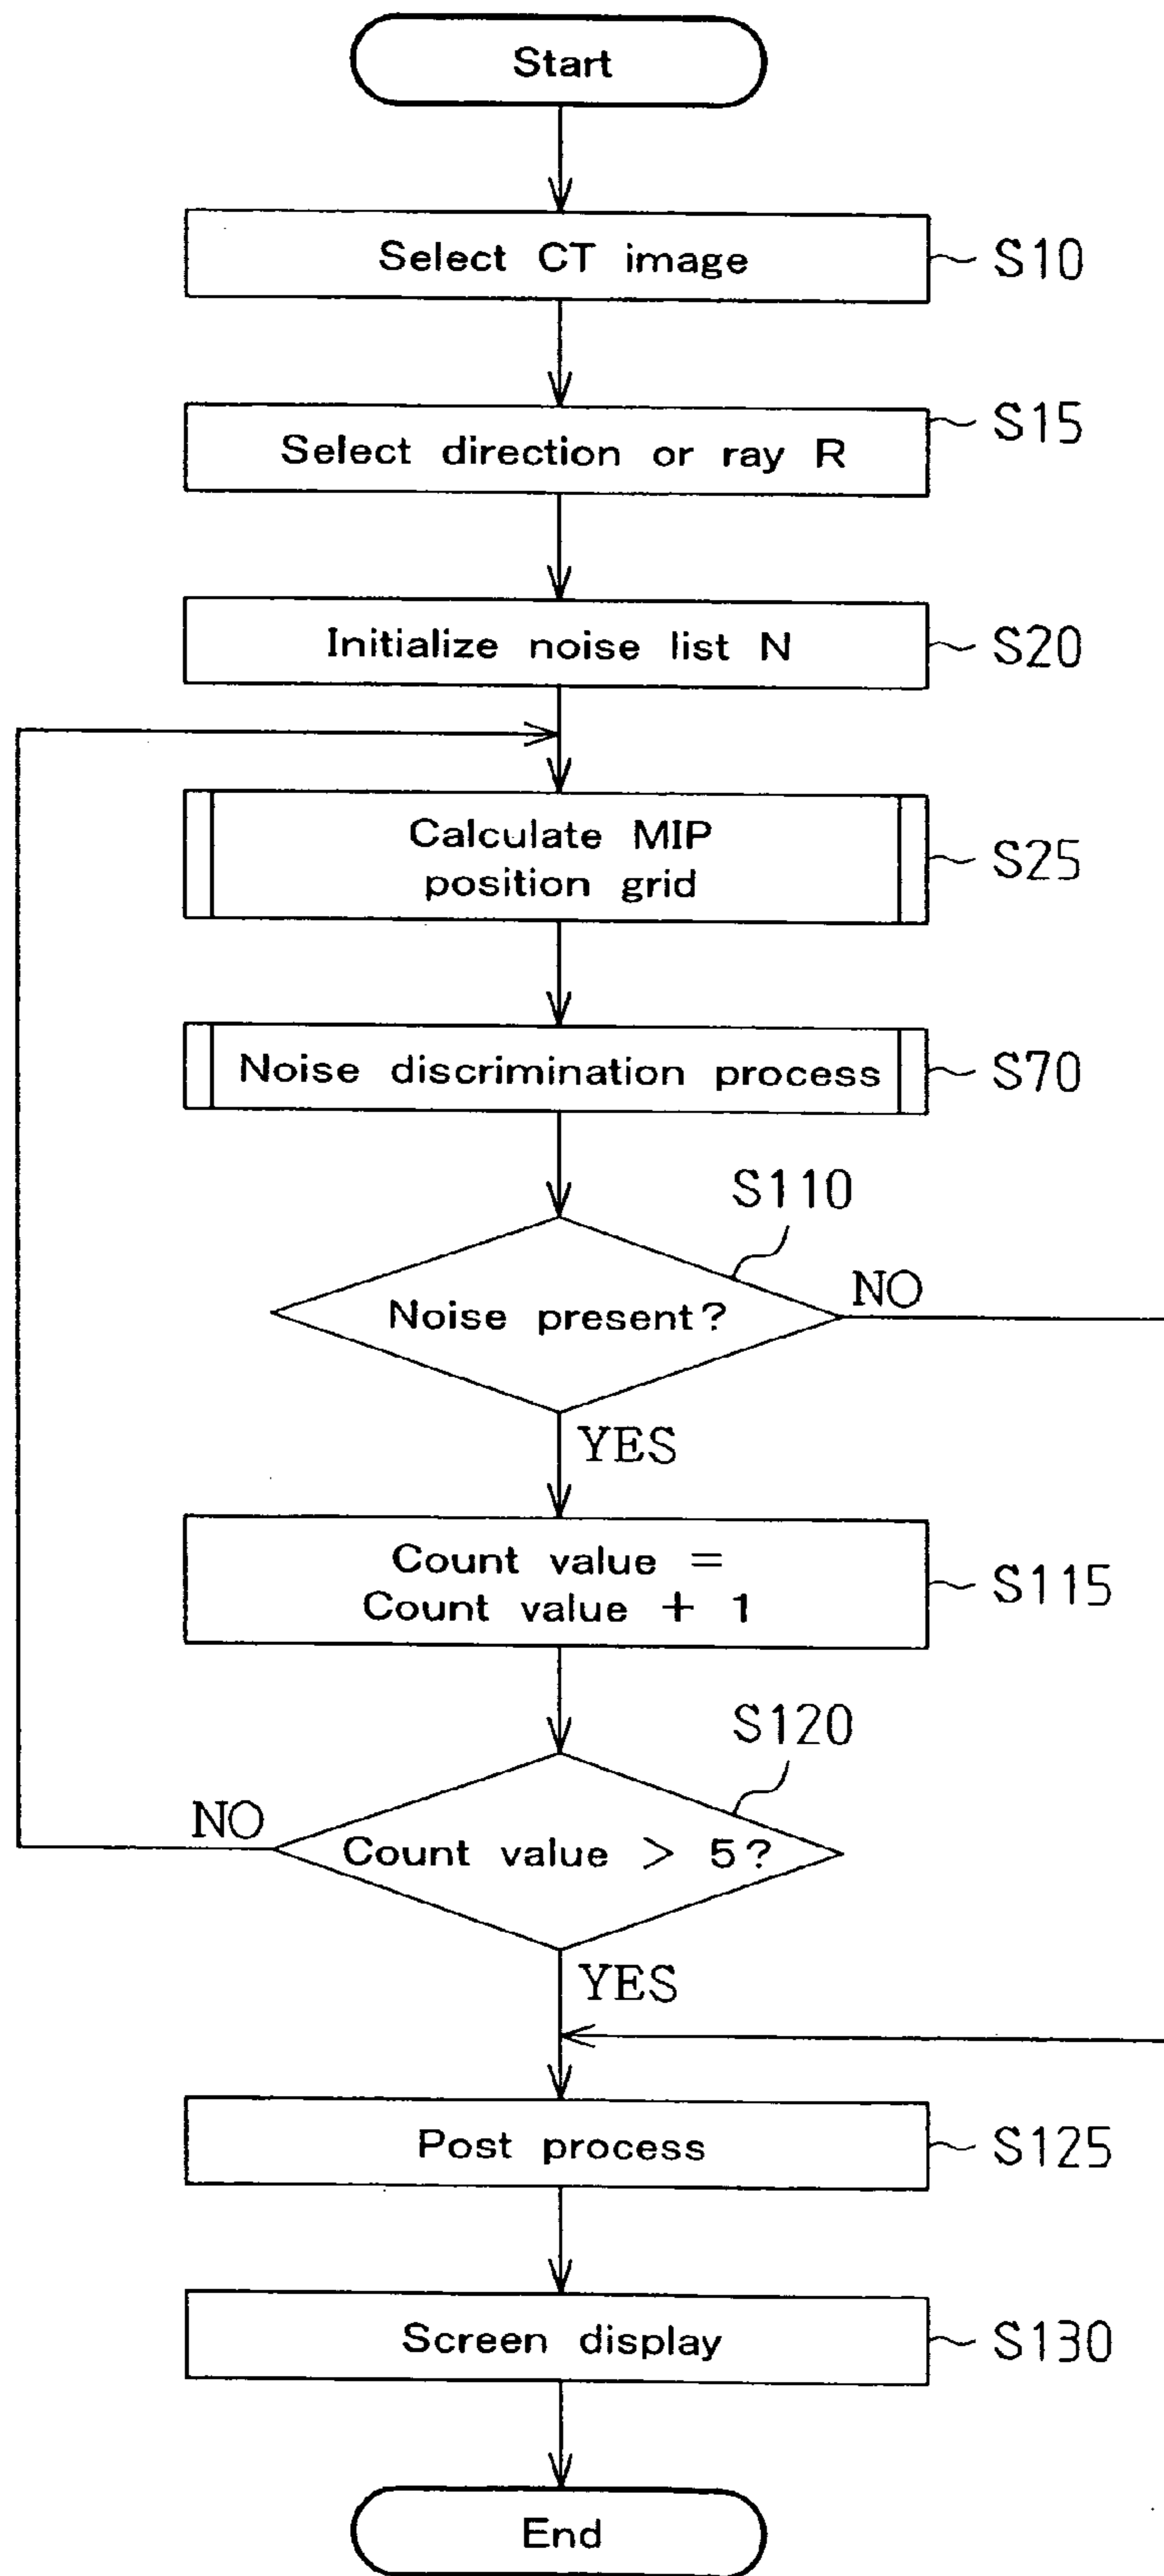 Start
Select CT image
S10
Select direction or ray R
S15
Initialize noise list N
S20
Calculate MIP
position grid
S25
Noise discrimination process
S70
S110
Noise present?
NO
YES
Count value =
Count value + 1
S115
S120
NO
Count value > 5?
YES
Post process
S125
Screen display
S130
End